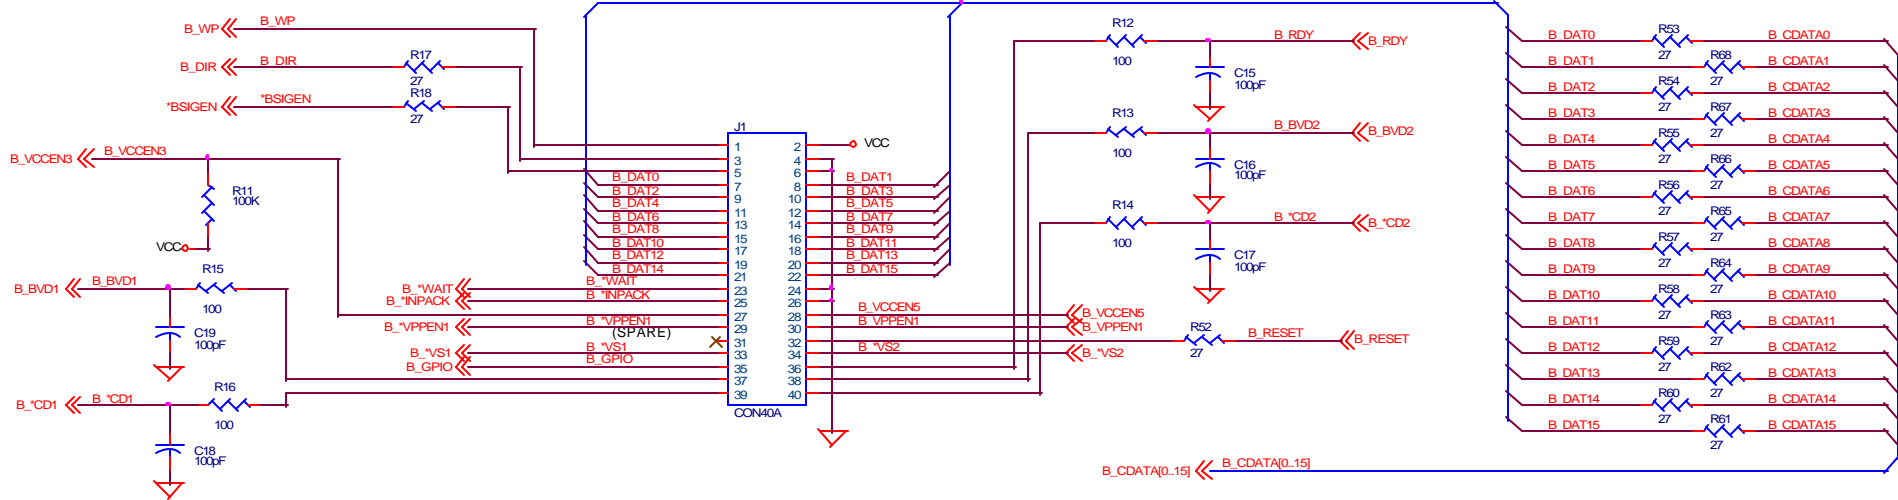 B_WP B_WP
B_DIR B_DIR R17 27
*BSIGEN *BSIGEN R18 27
B_VCCEN3 B_VCCEN3
R11
100K
VCC
B_BVD1 B_BVD1 R15 100
C19
100pF
B_*CD1 B_*CD1 R16 100
C18
100pF
J1
1 2 VCC
3 4
5 6
B_DAT0 7 8 B_DAT1
B_DAT2 9 10 B_DAT3
B_DAT4 11 12 B_DAT5
B_DAT6 13 14 B_DAT7
B_DAT8 15 16 B_DAT9
B_DAT10 17 18 B_DAT11
B_DAT12 19 20 B_DAT13
B_DAT14 21 22 B_DAT15
B_*WAIT B_*WAIT 23 24
B_*INPACK B_*INPACK 25 26
27 28 B_VCCEN5 B_VCCEN5
B_*VPPEN1 B_*VPPEN1 29 30 B_VPPEN1 B_VPPEN1
(SPARE) 31 32 R52 27 B_RESET B_RESET
B_*VS1 B_*VS1 33 34 B_*VS2 B_*VS2
B_GPIO B_GPIO 35 36
37 38
39 40
CON40A
R12 100 B_RDY B_RDY
C15
100pF
R13 100 B_BVD2 B_BVD2
C16
100pF
R14 100 B_*CD2 B_*CD2
C17
100pF
B_DAT0 R53 27 B_CDATA0
B_DAT1 R68 27 B_CDATA1
B_DAT2 R54 27 B_CDATA2
B_DAT3 R67 27 B_CDATA3
B_DAT4 R55 27 B_CDATA4
B_DAT5 R66 27 B_CDATA5
B_DAT6 R56 27 B_CDATA6
B_DAT7 R65 27 B_CDATA7
B_DAT8 R57 27 B_CDATA8
B_DAT9 R64 27 B_CDATA9
B_DAT10 R58 27 B_CDATA10
B_DAT11 R63 27 B_CDATA11
B_DAT12 R59 27 B_CDATA12
B_DAT13 R62 27 B_CDATA13
B_DAT14 R60 27 B_CDATA14
B_DAT15 R61 27 B_CDATA15
B_CDATA[0..15] B_CDATA[0..15]